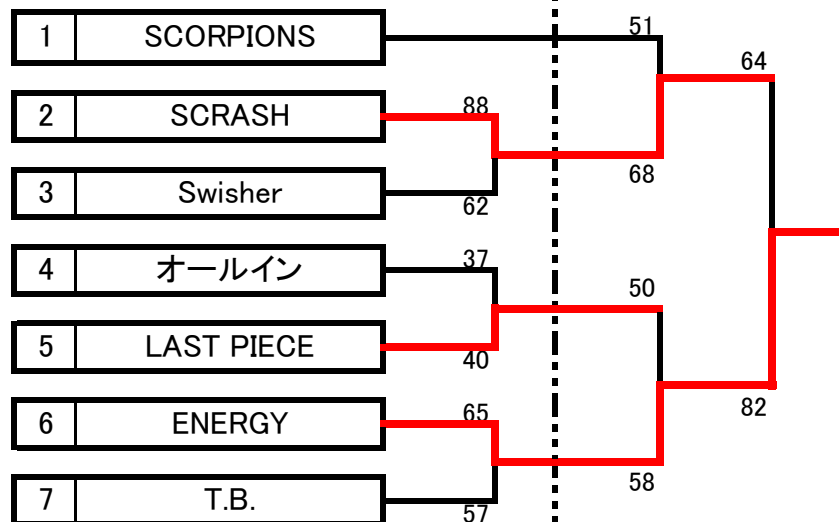 1 SCORPIONS 51
64
2 SCRASH 88
68
3 Swisher 62
4 オールイン 37
50
5 LAST PIECE 40
82
6 ENERGY 65
58
7 T.B. 57